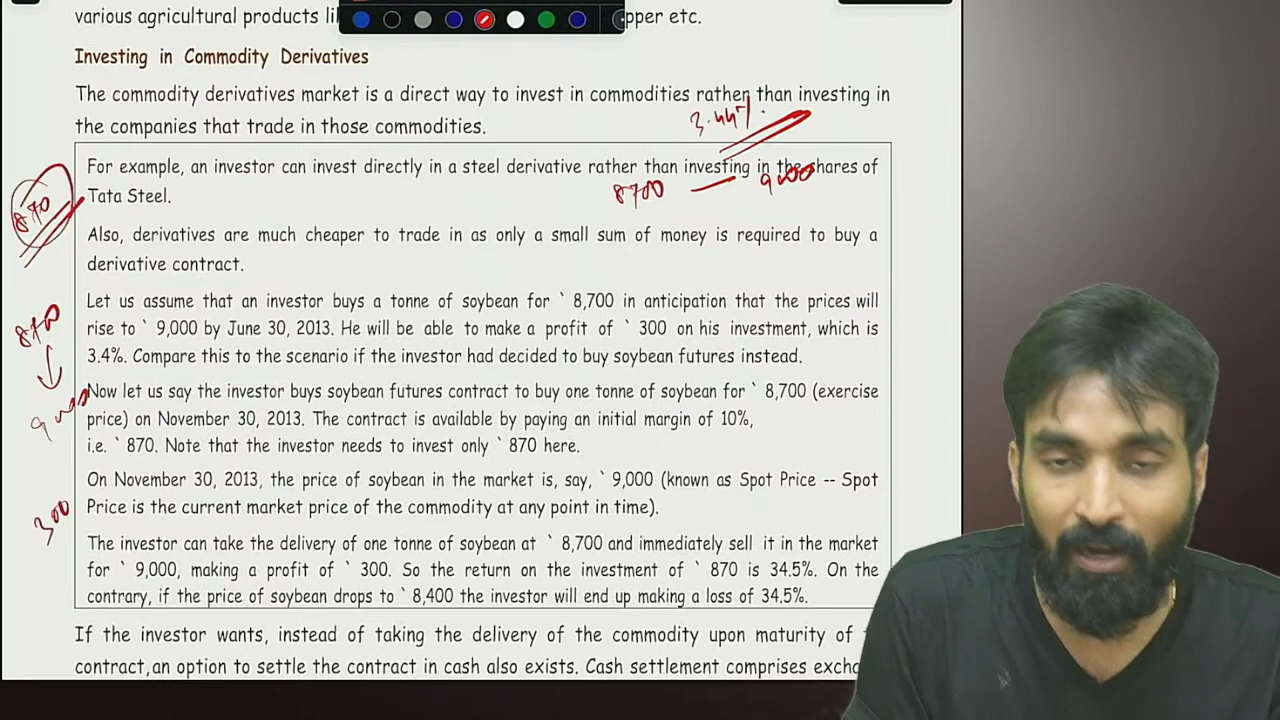 various agricultural products
pper etc.
Investing in Commodity Derivatives
The commodity derivatives market is a direct way to invest in commodities rather than investing in
the companies that trade in those commodities.
3.44%
For example, an investor can invest directly in a steel derivative rather than investing in the shares of
8700 — 9000
Tata Steel.
870
Also, derivatives are much cheaper to trade in as only a small sum of money is required to buy a
derivative contract.
Let us assume that an investor buys a tonne of soybean for ` 8,700 in anticipation that the prices will
rise to ` 9,000 by June 30, 2013. He will be able to make a profit of ` 300 on his investment, which is
8700
3.4%. Compare this to the scenario if the investor had decided to buy soybean futures instead.
Now let us say the investor buys soybean futures contract to buy one tonne of soybean for ` 8,700 (exercise
9000
price) on November 30, 2013. The contract is available by paying an initial margin of 10%,
i.e. ` 870. Note that the investor needs to invest only ` 870 here.
On November 30, 2013, the price of soybean in the market is, say, ` 9,000 (known as Spot Price -- Spot
Price is the current market price of the commodity at any point in time).
300
The investor can take the delivery of one tonne of soybean at ` 8,700 and immediately sell it in the market
for ` 9,000, making a profit of ` 300. So the return on the investment of ` 870 is 34.5%. On the
contrary, if the price of soybean drops to ` 8,400 the investor will end up making a loss of 34.5%.
If the investor wants, instead of taking the delivery of the commodity upon maturity of
contract, an option to settle the contract in cash also exists. Cash settlement comprises